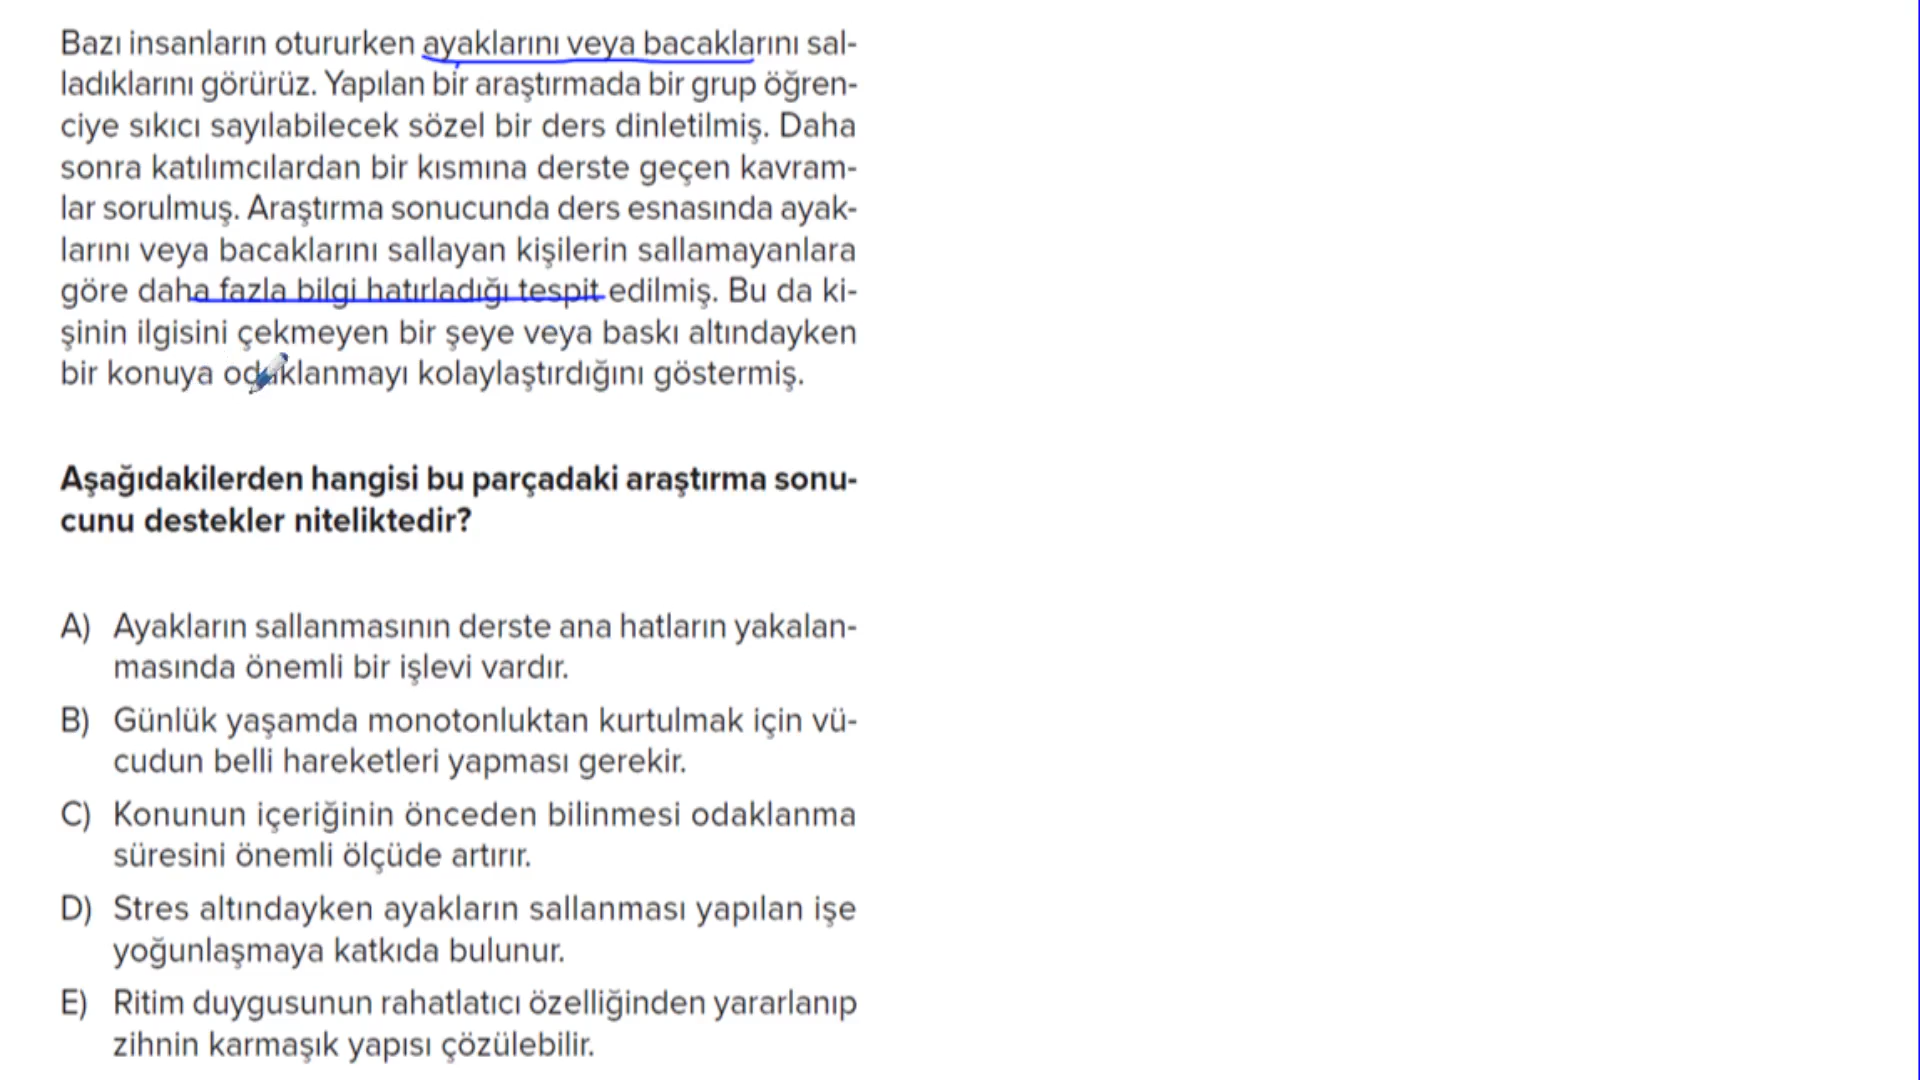 Bazı insanların otururken ayaklarını veya bacaklarını sal-
ladıklarını görürüz. Yapılan bir araştırmada bir grup öğren-
ciye sıkıcı sayılabilecek sözel bir ders dinletilmiş. Daha
sonra katılımcılardan bir kısmına derste geçen kavram-
lar sorulmuş. Araştırma sonucunda ders esnasında ayak-
larını veya bacaklarını sallayan kişilerin sallamayanlara
göre daha fazla bilgi hatırladığı tespit edilmiş. Bu da ki-
şinin ilgisini çekmeyen bir şeye veya baskı altındayken
bir konuya odaklanmayı kolaylaştırdığını göstermiş.
Aşağıdakilerden hangisi bu parçadaki araştırma sonu-
cunu destekler niteliktedir?
A) Ayakların sallanmasının derste ana hatların yakalan-
masında önemli bir işlevi vardır.
B) Günlük yaşamda monotonluktan kurtulmak için vü-
cudun belli hareketleri yapması gerekir.
C) Konunun içeriğinin önceden bilinmesi odaklanma
süresini önemli ölçüde artırır.
D) Stres altındayken ayakların sallanması yapılan işe
yoğunlaşmaya katkıda bulunur.
E) Ritim duygusunun rahatlatıcı özelliğinden yararlanıp
zihnin karmaşık yapısı çözülebilir.